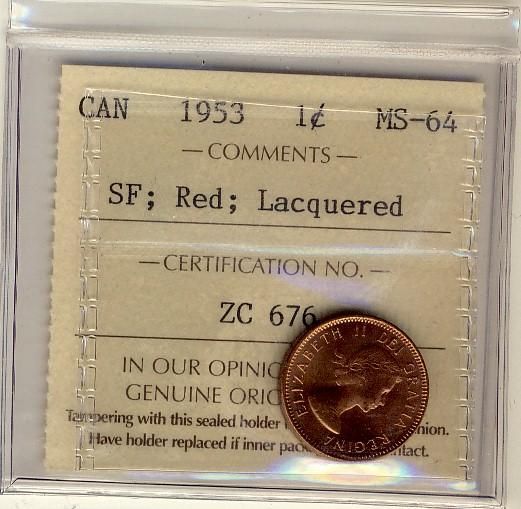 CAN 1953 1¢ MS-64
— COMMENTS —
SF; Red; Lacquered
— CERTIFICATION NO. —
ZC 676
IN OUR OPINIO
GENUINE ORIG
Tampering with this sealed holder
Have holder replaced if inner
ELIZABETH II DEI GRATIA REGINA